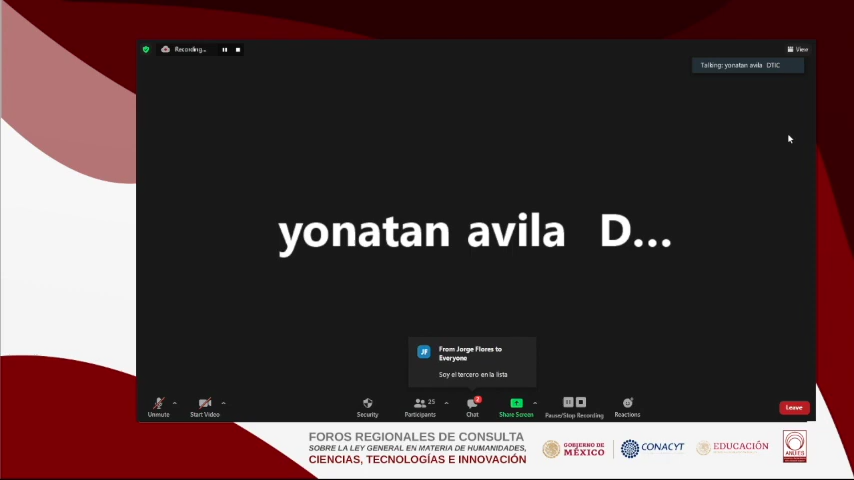 Recording...
View
Talking: yonatan avila DTIC
yonatan avila D...
JF
From Jorge Flores to
Everyone
Soy el tercero en la lista
Unmute
Start Video
Security
Participants
25
Chat
2
Share Screen
Pause/Stop Recording
Reactions
Leave
FOROS REGIONALES DE CONSULTA
SOBRE LA LEY GENERAL EN MATERIA DE HUMANIDADES,
CIENCIAS, TECNOLOGÍAS E INNOVACIÓN
GOBIERNO DE
MÉXICO
CONACYT
EDUCACIÓN
ANEFEB